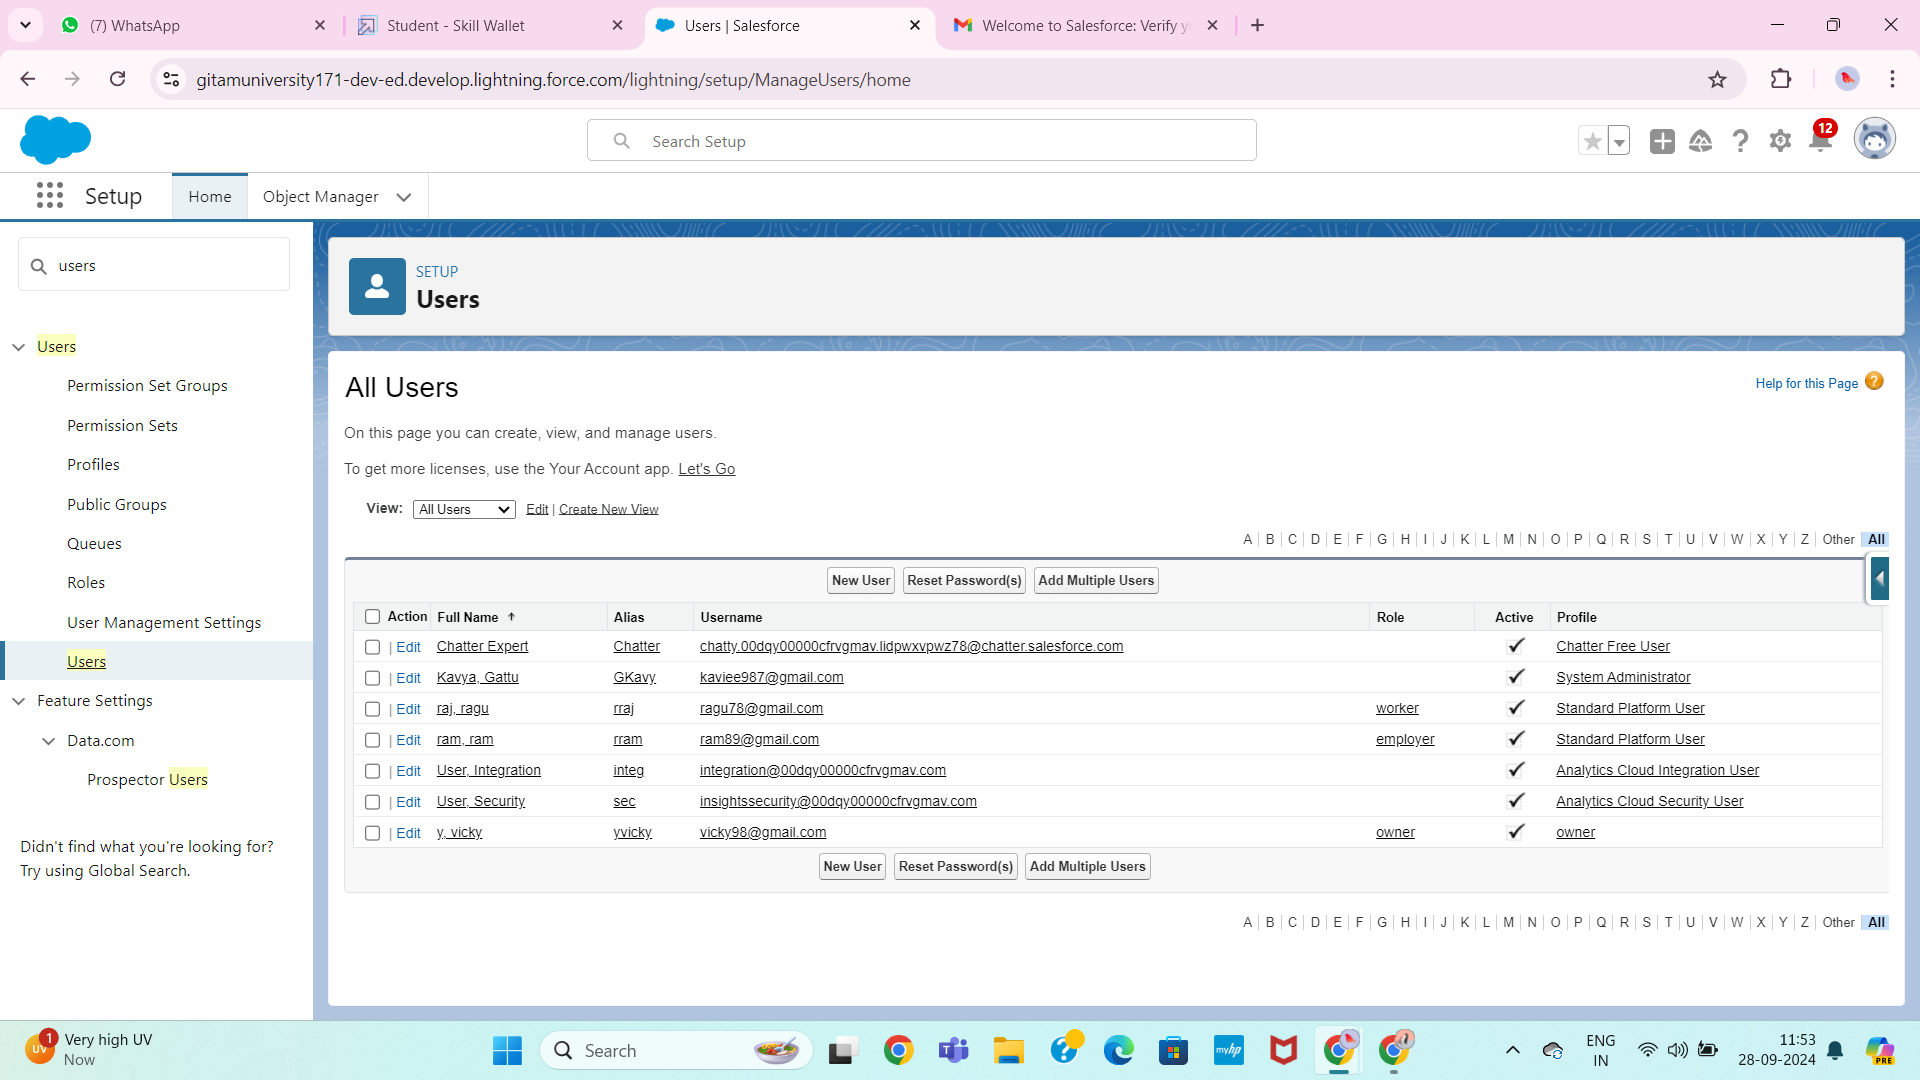 (7) WhatsApp
Student - Skill Wallet
Users | Salesforce
Welcome to Salesforce: Verify y
gitamuniversity171-dev-ed.develop.lightning.force.com/lightning/setup/ManageUsers/home
Search Setup
12
Setup
Home
Object Manager
users
Users
Permission Set Groups
Permission Sets
Profiles
Public Groups
Queues
Roles
User Management Settings
Users
Feature Settings
Data.com
Prospector Users
Didn't find what you're looking for?
Try using Global Search.
SETUP
Users
All Users
Help for this Page ?
On this page you can create, view, and manage users.
To get more licenses, use the Your Account app. Let's Go
View: All Users Edit | Create New View
A B C D E F G H I J K L M N O P Q R S T U V W X Y Z Other All
New User Reset Password(s) Add Multiple Users
Action Full Name ↑ Alias Username Role Active Profile
| Edit Chatter Expert Chatter chatty.00dqy00000cfrvgmav.lidpwxvpwz78@chatter.salesforce.com Chatter Free User
| Edit Kavya, Gattu GKavy kaviee987@gmail.com System Administrator
| Edit raj, ragu rraj ragu78@gmail.com worker Standard Platform User
| Edit ram, ram rram ram89@gmail.com employer Standard Platform User
| Edit User, Integration integ integration@00dqy00000cfrvgmav.com Analytics Cloud Integration User
| Edit User, Security sec insightssecurity@00dqy00000cfrvgmav.com Analytics Cloud Security User
| Edit y, vicky yvicky vicky98@gmail.com owner owner
New User Reset Password(s) Add Multiple Users
A B C D E F G H I J K L M N O P Q R S T U V W X Y Z Other All
UV 1
Very high UV
Now
Search
myhp
ENG
IN
11:53
28-09-2024
PRE